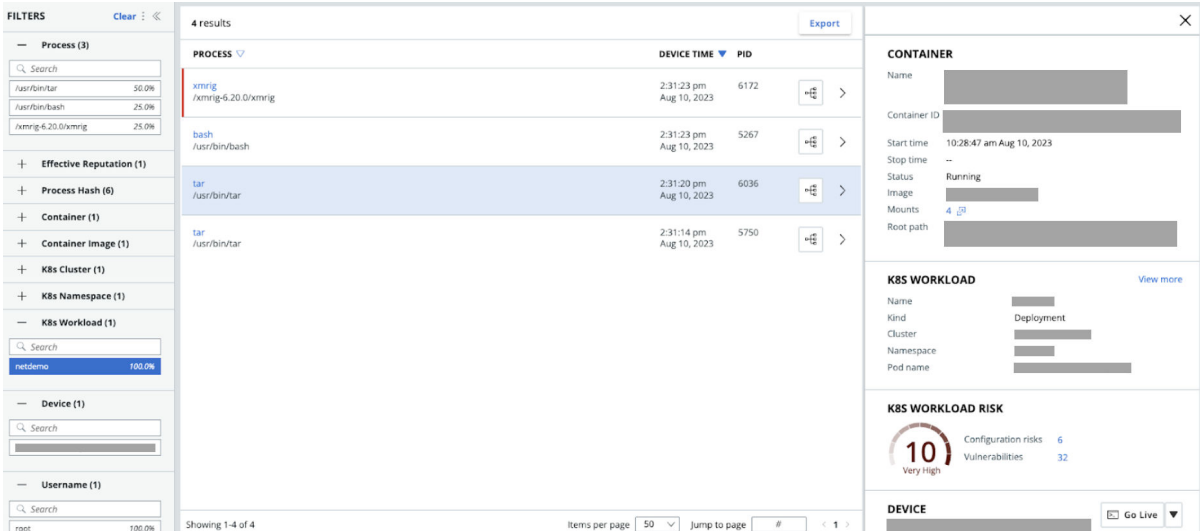 FILTERS
Clear
Process (3)
Search
/usr/bin/tar 50.0%
/usr/bin/bash 25.0%
/xmrig-6.20.0/xmrig 25.0%
Effective Reputation (1)
Process Hash (6)
Container (1)
Container Image (1)
K8s Cluster (1)
K8s Namespace (1)
K8s Workload (1)
Search
netdemo 100.0%
Device (1)
Search
Username (1)
Search
root 100.0%
4 results
Export
PROCESS DEVICE TIME PID
xmrig 2:31:23 pm 6172
/xmrig-6.20.0/xmrig Aug 10, 2023
bash 2:31:23 pm 5267
/usr/bin/bash Aug 10, 2023
tar 2:31:20 pm 6036
/usr/bin/tar Aug 10, 2023
tar 2:31:14 pm 5750
/usr/bin/tar Aug 10, 2023
Showing 1-4 of 4 Items per page 50 Jump to page # 1
CONTAINER
Name
Container ID
Start time 10:28:47 am Aug 10, 2023
Stop time --
Status Running
Image
Mounts 4
Root path
K8S WORKLOAD View more
Name
Kind Deployment
Cluster
Namespace
Pod name
K8S WORKLOAD RISK
10
Very High
Configuration risks 6
Vulnerabilities 32
DEVICE
Go Live